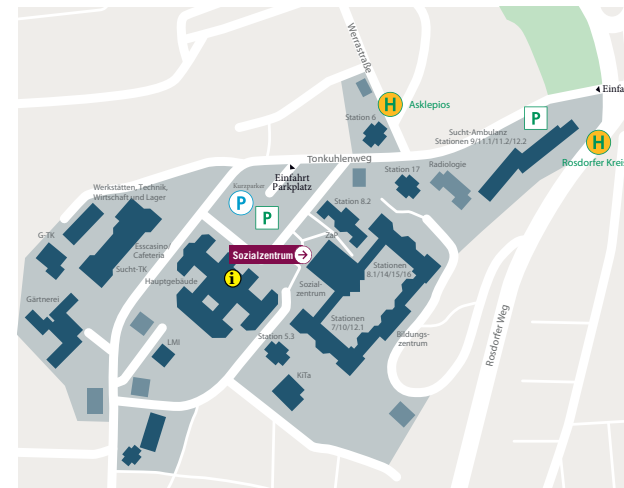 Werrastraße
H Asklepios
Station 6
P
Einfa
H
Rosdorfer Kreis
Sucht-Ambulanz
Stationen 9/11.1/11.2/12.2
Tonkuhlenweg
Station 17
Radiologie
Einfahrt
Parkplatz
Kurzparker
P
P
Werkstätten, Technik,
Wirtschaft und Lager
Station 8.2
G-TK
Esscasino/
Cafeteria
ZaP
Sozialzentrum
Sucht-TK
Hauptgebäude
i
Sozial-
zentrum
Stationen
8.1/14/15/16
Gärtnerei
Stationen
7/10/12.1
Bildungs-
zentrum
Rosdorfer Weg
LMI
Station 5.3
KiTa